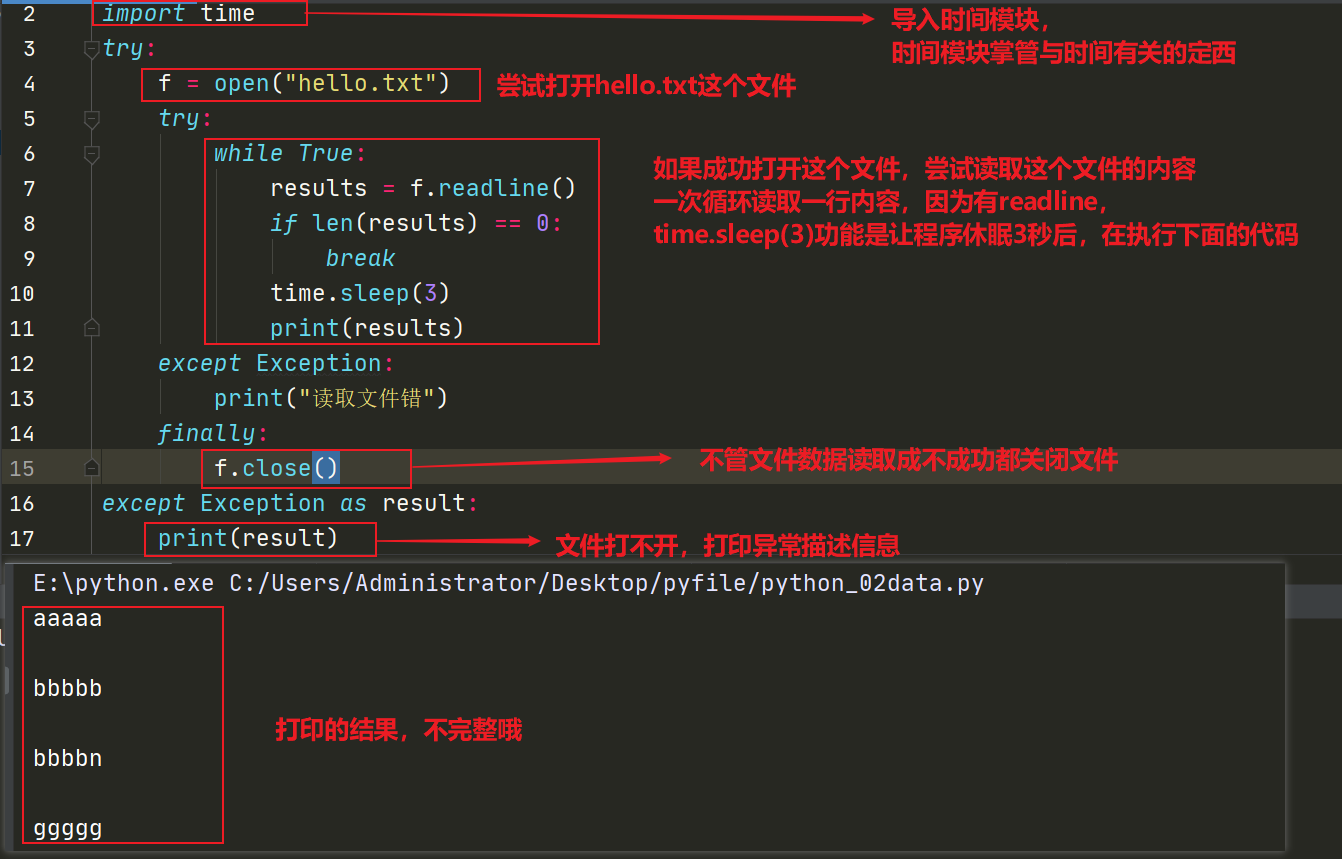 2 import time
导入时间模块，
时间模块掌管与时间有关的定西
3 try:
4 f = open("hello.txt") 尝试打开hello.txt这个文件
5 try:
6 while True:
如果成功打开这个文件，尝试读取这个文件的内容
7 results = f.readline()
一次循环读取一行内容，因为有readline，
8 if len(results) == 0:
time.sleep(3)功能是让程序休眠3秒后，在执行下面的代码
9 break
10 time.sleep(3)
11 print(results)
12 except Exception:
13 print("读取文件错")
14 finally:
15 f.close() 不管文件数据读取成不成功都关闭文件
16 except Exception as result:
17 print(result) 文件打不开，打印异常描述信息
E:\python.exe C:/Users/Administrator/Desktop/pyfile/python_02data.py
aaaaa
bbbbb
打印的结果，不完整哦
bbbbn
ggggg